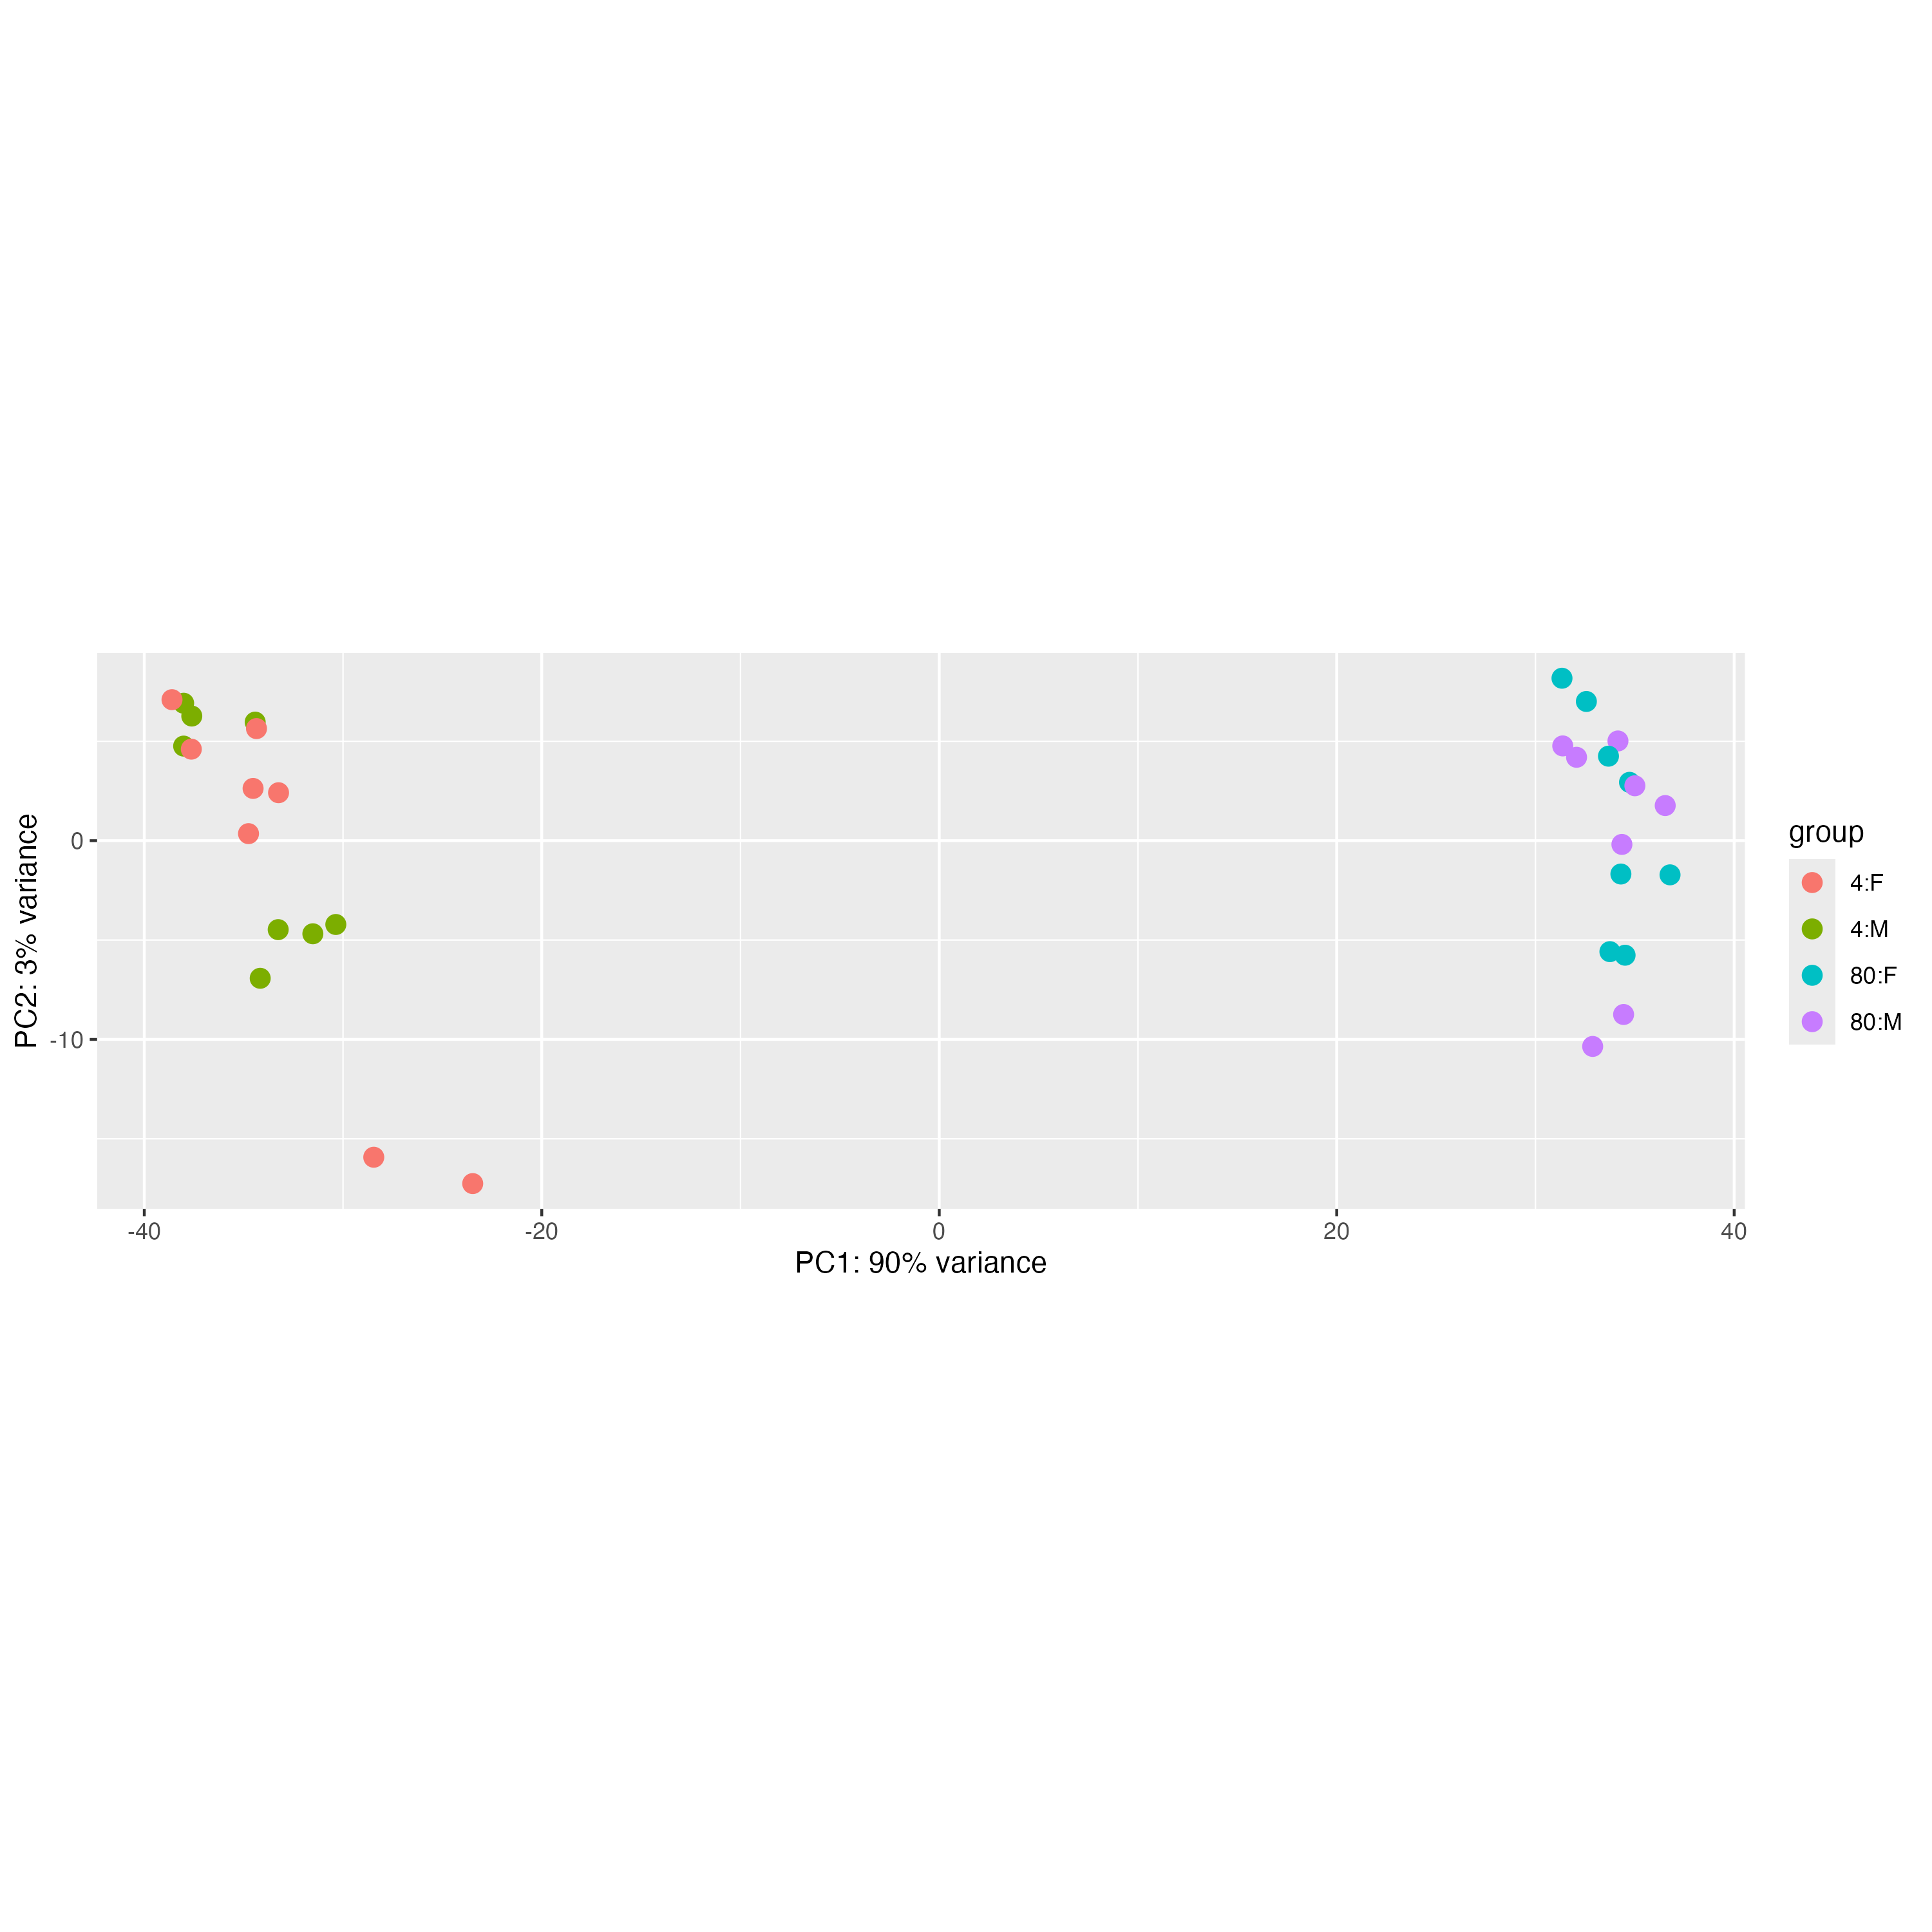 PC2: 3% variance
0
-10
-40
-20
0
20
40
PC1: 90% variance
group
4:F
4:M
80:F
80:M